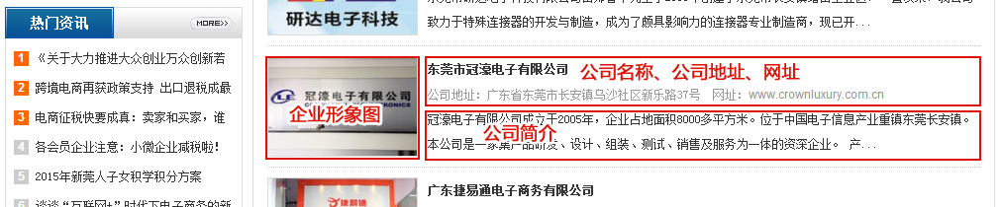 热门资讯
MORE>>
1 《关于大力推进大众创业万众创新若
2 跨境电商再获政策支持 出口退税成最
3 电商征税快要成真：卖家和买家，谁
4 各会员企业注意：小微企业减税啦！
5 2015年新莞人子女积学积分方案
6 谈谈“互联网+”时代下电子商务的新
研达电子科技
致力于特殊连接器的开发与制造，成为了颇具影响力的连接器专业制造商，现已开...
冠濠电子有限公司
企业形象图
东莞市冠濠电子有限公司
公司名称、公司地址、网址
公司地址：广东省东莞市长安镇乌沙社区新乐路37号 网址：www.crownluxury.com.cn
冠濠电子有限公司成立于2005年，企业占地面积8000多平方米。位于中国电子信息产业重镇东莞长安镇。
公司简介
本公司是一家集产品研发、设计、组装、测试、销售及服务为一体的资深企业。 产...
捷易通
广东捷易通电子商务有限公司